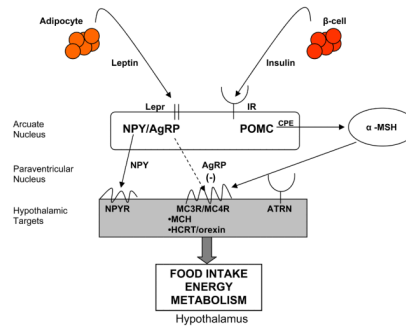 Adipocyte
β-cell
Leptin
Insulin
Lepr
IR
Arcuate
Nucleus
NPY/AgRP
POMC
CPE
α -MSH
Paraventricular
Nucleus
NPY
AgRP
(-)
Hypothalamic
Targets
NPYR
MC3R/MC4R
•MCH
•HCRT/orexin
ATRN
FOOD INTAKE
ENERGY
METABOLISM
Hypothalamus